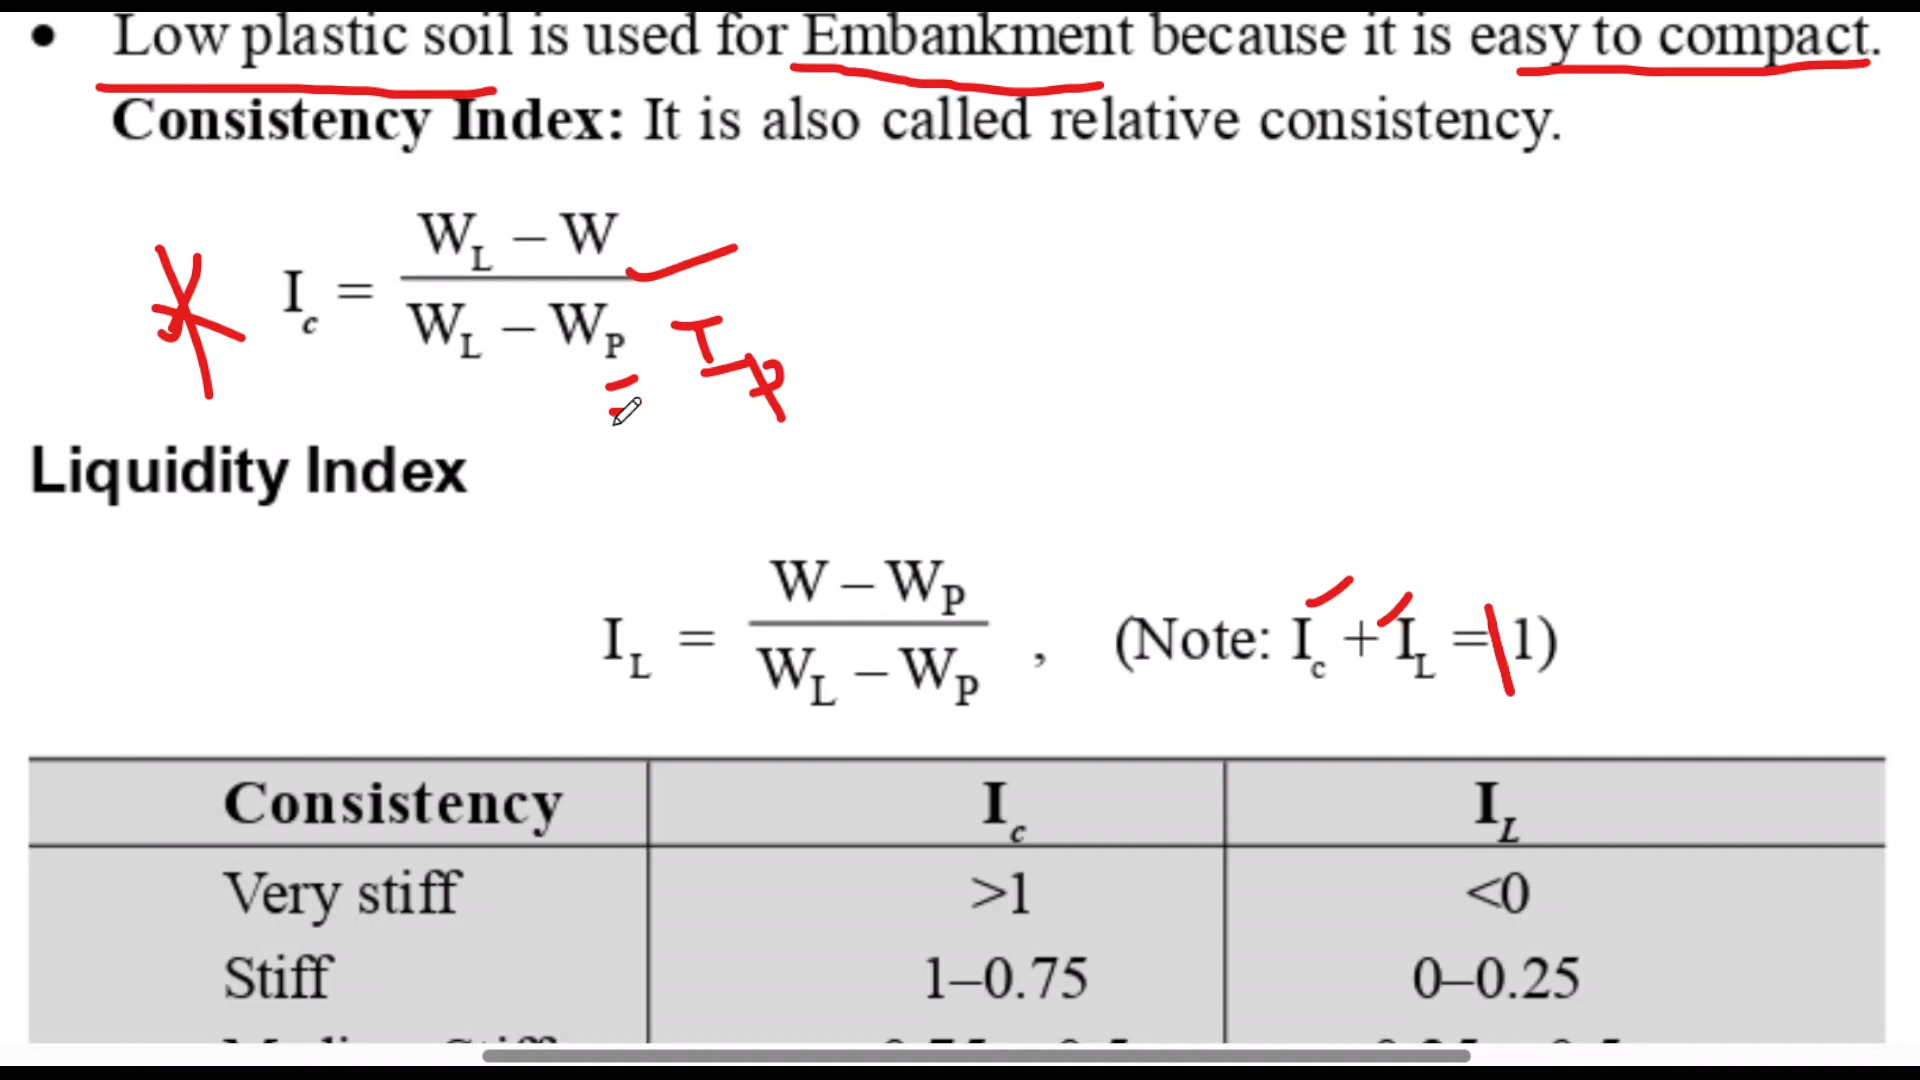 • Low plastic soil is used for Embankment because it is easy to compact.
Consistency Index: It is also called relative consistency.
I_c = (W_L – W) / (W_L – W_P)
I_P
Liquidity Index
I_L = (W – W_P) / (W_L – W_P) , (Note: I_c + I_L = 1)
Consistency I_c I_L
Very stiff >1 <0
Stiff 1–0.75 0–0.25